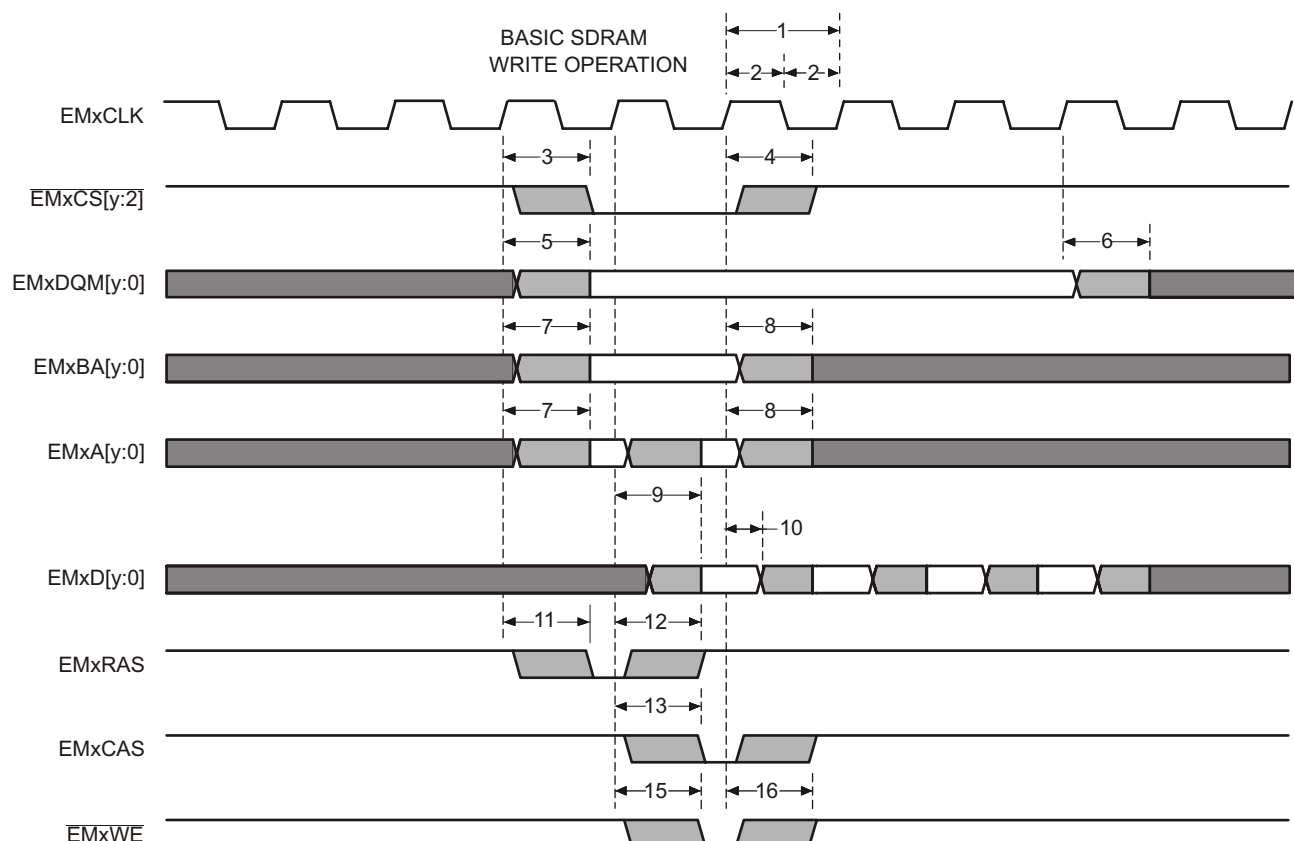 BASIC SDRAM
WRITE OPERATION
1
2 2
EMxCLK
3 4
EMxCS[y:2]
5 6
EMxDQM[y:0]
7 8
EMxBA[y:0]
7 8
EMxA[y:0]
9
10
EMxD[y:0]
11 12
EMxRAS
13
EMxCAS
15 16
EMxWE